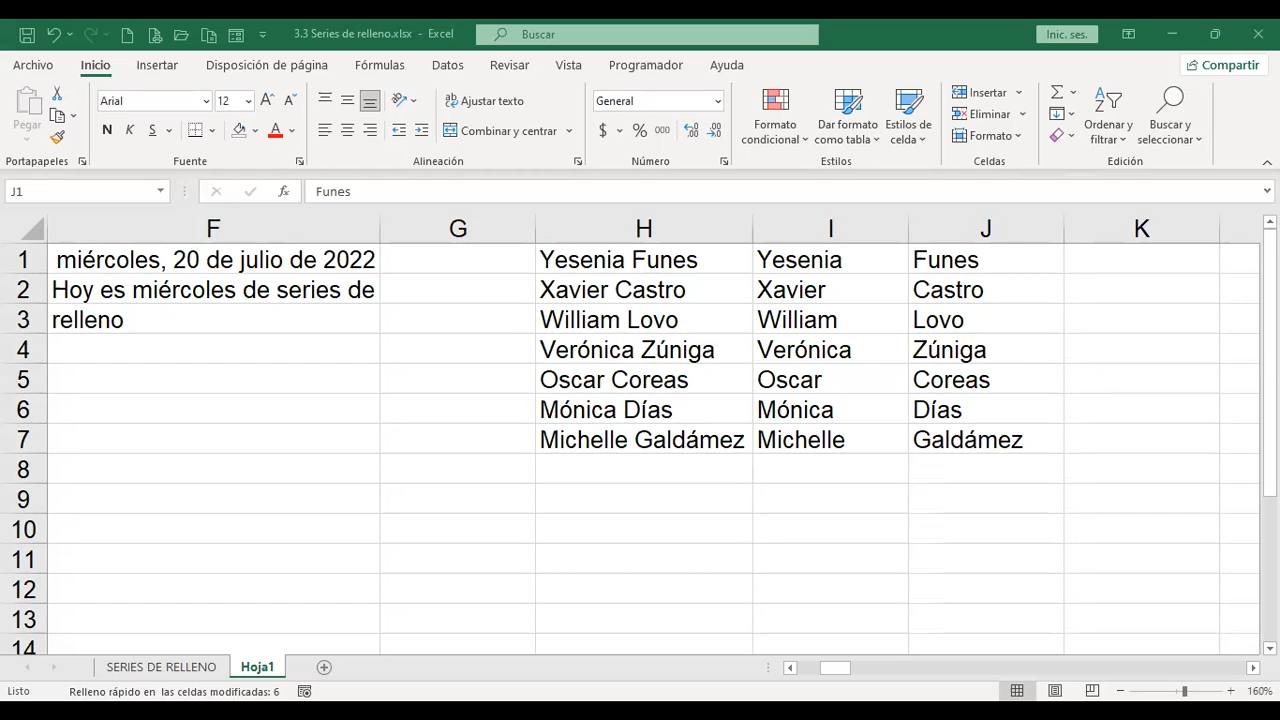 3.3 Series de relleno.xlsx - Excel
Buscar
Inic. ses.
Archivo Inicio Insertar Disposición de página Fórmulas Datos Revisar Vista Programador Ayuda Compartir
Pegar
Portapapeles
Arial 12
N K S
Fuente
Ajustar texto
Combinar y centrar
Alineación
General
$ % 000
Número
Formato condicional
Dar formato como tabla
Estilos de celda
Estilos
Insertar
Eliminar
Formato
Celdas
Ordenar y filtrar
Buscar y seleccionar
Edición
J1 fx Funes
F G H I J K
1 miércoles, 20 de julio de 2022 Yesenia Funes Yesenia Funes
2 Hoy es miércoles de series de Xavier Castro Xavier Castro
3 relleno William Lovo William Lovo
4 Verónica Zúniga Verónica Zúniga
5 Oscar Coreas Oscar Coreas
6 Mónica Días Mónica Días
7 Michelle Galdámez Michelle Galdámez
8
9
10
11
12
13
14
SERIES DE RELLENO Hoja1
Listo Relleno rápido en las celdas modificadas: 6 160%